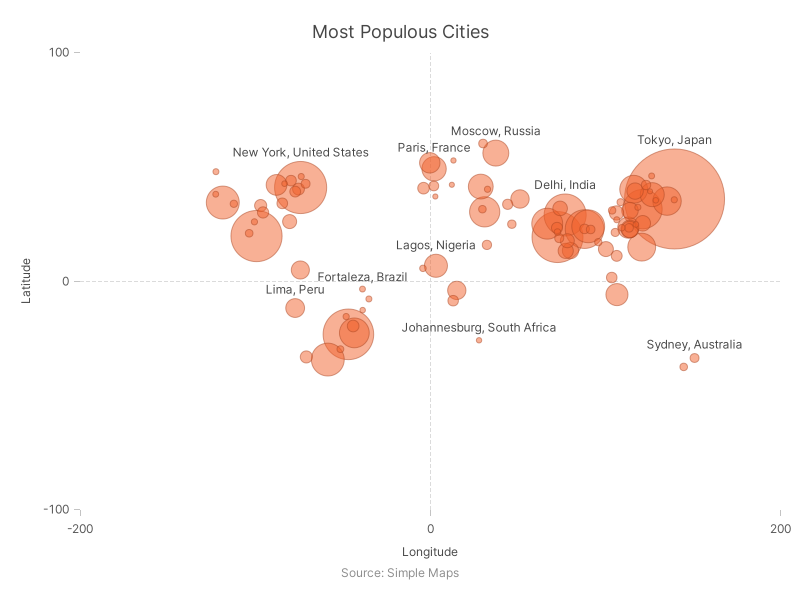 Most Populous Cities
100
Moscow, Russia
Tokyo, Japan
New York, United States
Paris, France
Delhi, India
Lagos, Nigeria
Latitude
0
Fortaleza, Brazil
Lima, Peru
Johannesburg, South Africa
Sydney, Australia
-100
-200
0
200
Longitude
Source: Simple Maps